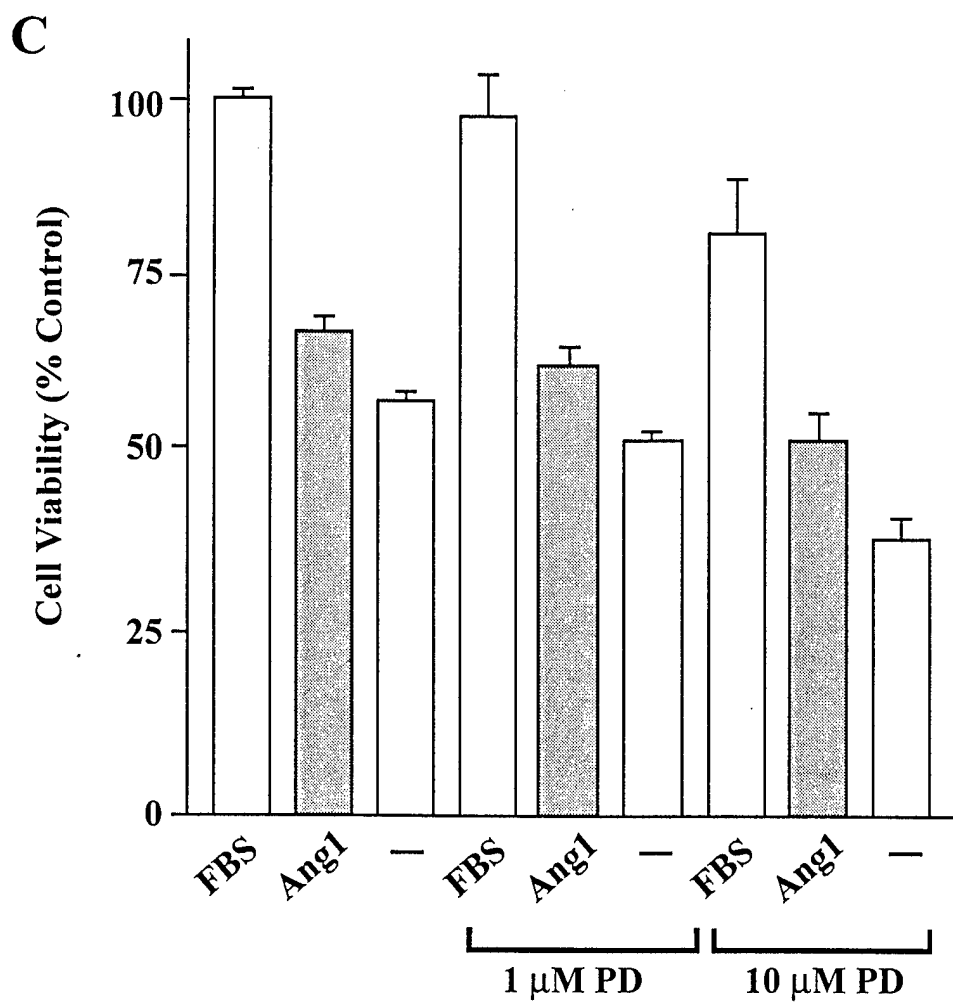 C
Cell Viability (% Control)
100
75
50
25
0
FBS Ang1 — FBS Ang1 — FBS Ang1 —
1 μM PD 10 μM PD